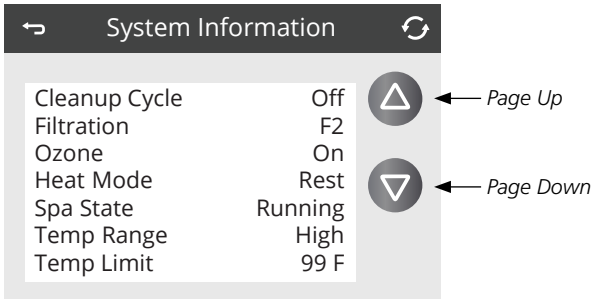 System Information
Cleanup Cycle Off
Filtration F2
Ozone On
Heat Mode Rest
Spa State Running
Temp Range High
Temp Limit 99 F
Page Up
Page Down